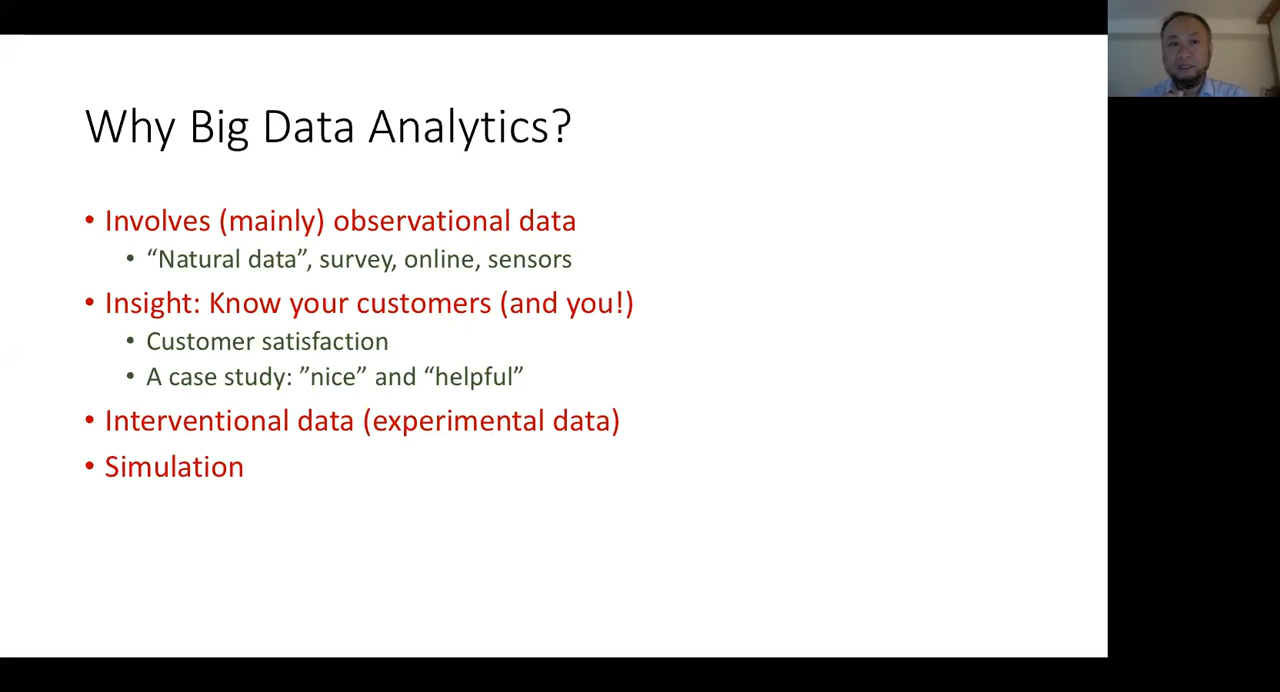 Why Big Data Analytics?
• Involves (mainly) observational data
• “Natural data”, survey, online, sensors
• Insight: Know your customers (and you!)
• Customer satisfaction
• A case study: ”nice” and “helpful”
• Interventional data (experimental data)
• Simulation